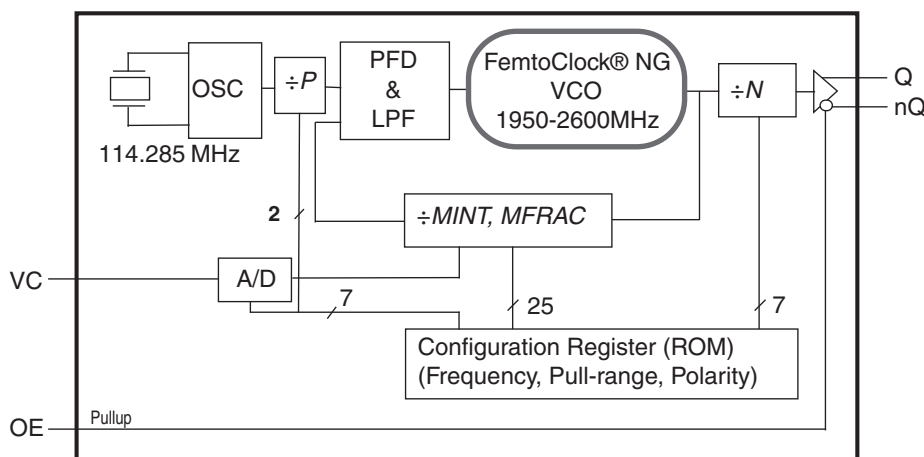 OSC
114.285 MHz
÷P
PFD
&
LPF
FemtoClock® NG
VCO
1950-2600MHz
÷N
Q
nQ
2
÷MINT, MFRAC
VC
A/D
7
25
7
Configuration Register (ROM)
(Frequency, Pull-range, Polarity)
OE
Pullup